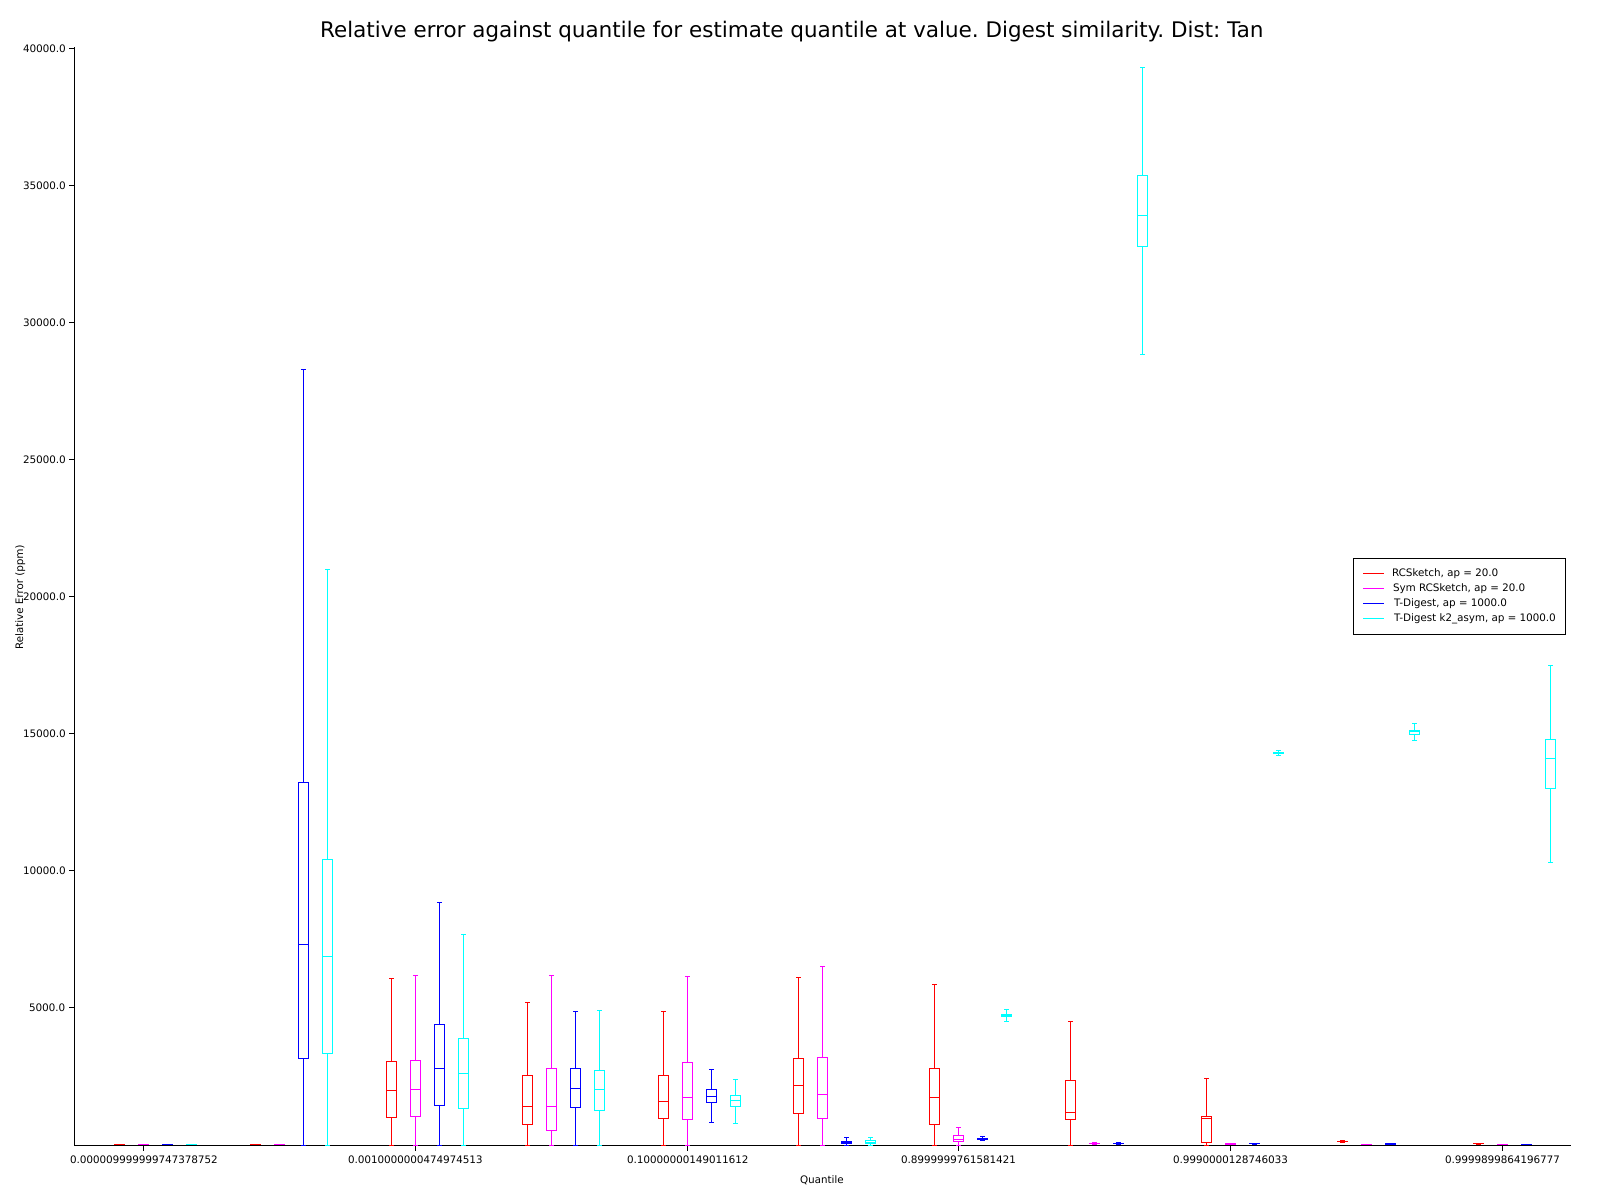 Relative error against quantile for estimate quantile at value. Digest similarity. Dist: Tan
40000.0
35000.0
30000.0
25000.0
20000.0
15000.0
10000.0
5000.0
Relative Error (ppm)
RCSketch, ap = 20.0
Sym RCSketch, ap = 20.0
T-Digest, ap = 1000.0
T-Digest k2_asym, ap = 1000.0
0.000009999999747378752
0.001000000474974513
0.10000000149011612
0.8999999761581421
0.9990000128746033
0.9999899864196777
Quantile